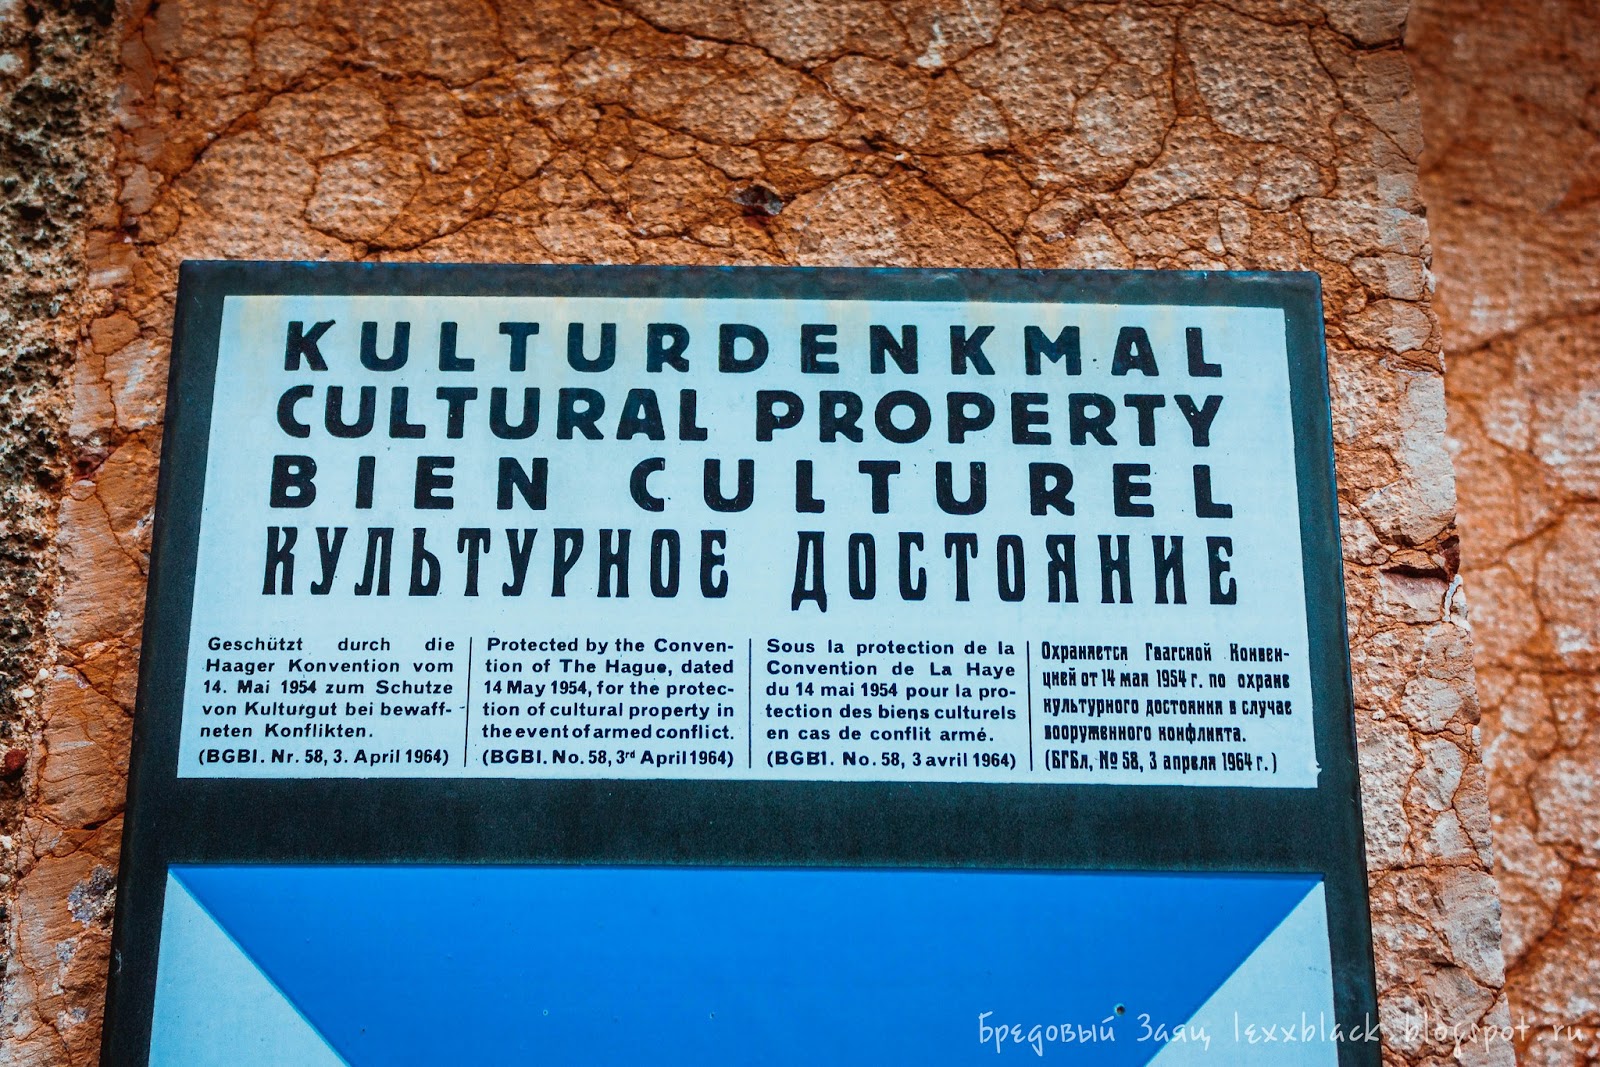 KULTURDENKMAL
CULTURAL PROPERTY
BIEN CULTUREL
КУЛЬТУРНОЕ ДОСТОЯНИЕ
Geschützt durch die
Haager Konvention vom
14. Mai 1954 zum Schutze
von Kulturgut bei bewaff-
neten Konflikten.
(BGBl. Nr. 58, 3. April 1964)
Protected by the Conven-
tion of The Hague, dated
14 May 1954, for the protec-
tion of cultural property in
the event of armed conflict.
(BGBl. No. 58, 3rd April 1964)
Sous la protection de la
Convention de La Haye
du 14 mai 1954 pour la pro-
tection des biens culturels
en cas de conflit armé.
(BGBl. No. 58, 3 avril 1964)
Охраняется Гаагской Конвен-
цией от 14 мая 1954 г. по охране
культурного достояния в случае
вооруженного конфликта.
(БГБл, № 58, 3 апреля 1964 г.)
Бредовый Заяц lexxblack.blogspot.ru